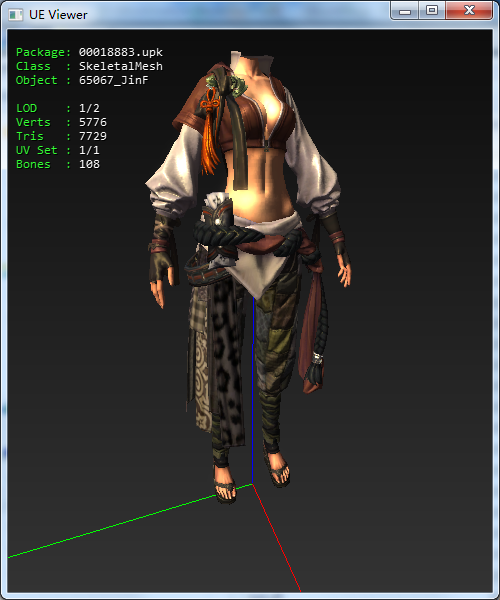 UE Viewer
Package: 00018883.upk
Class : SkeletalMesh
Object : 65067_JinF
LOD : 1/2
Verts : 5776
Tris : 7729
UV Set : 1/1
Bones : 108